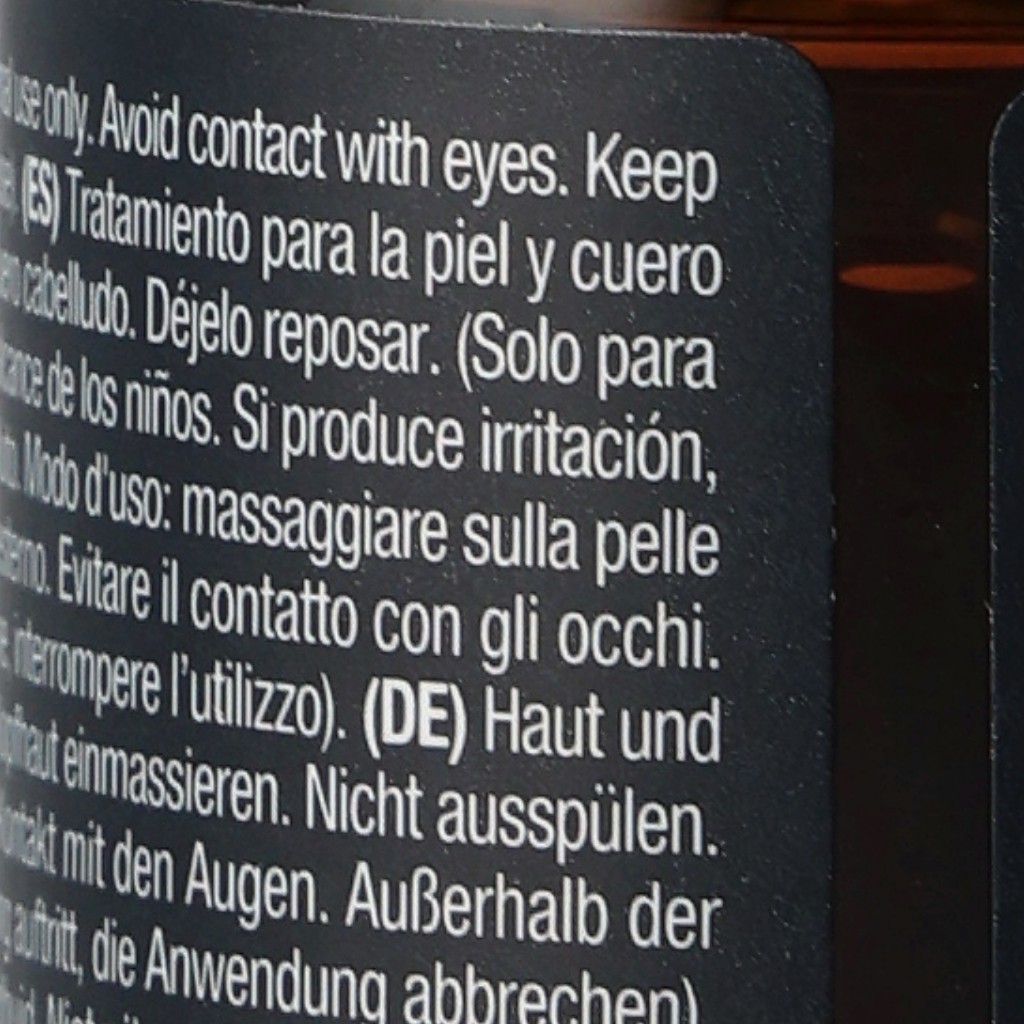 use only. Avoid contact with eyes. Keep
(ES) Tratamiento para la piel y cuero
cabelludo. Déjelo reposar. (Solo para
de los niños. Si produce irritación,
Modo d'uso: massaggiare sulla pelle
Evitare il contatto con gli occhi.
interrompere l'utilizzo). (DE) Haut und
einmassieren. Nicht ausspülen.
mit den Augen. Außerhalb der
auftritt, die Anwendung abbrechen)